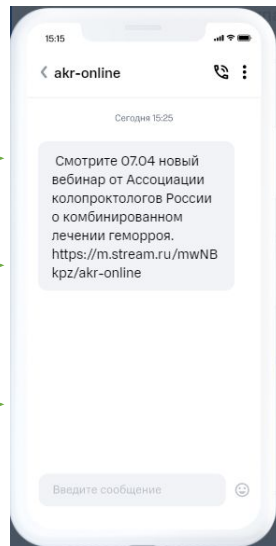 15:15
akr-online
Сегодня 15:25
Смотрите 07.04 новый
вебинар от Ассоциации
колопроктологов России
о комбинированном
лечении геморроя.
https://m.stream.ru/mwNB
kpz/akr-online
Введите сообщение